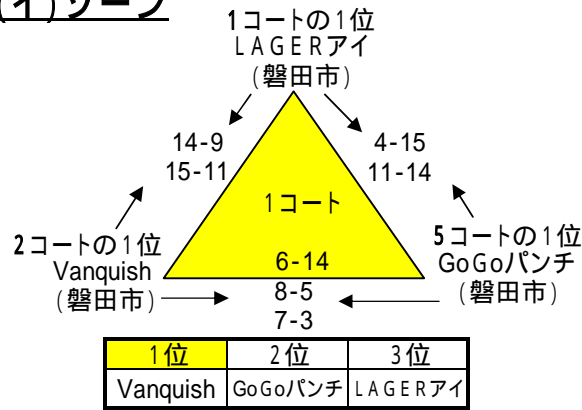 (イ)ゾーン
1コートの1位
LAGERアイ
(磐田市)
14-9
15-11
4-15
11-14
1コート
2コートの1位
Vanquish
(磐田市)
5コートの1位
GoGoパンチ
(磐田市)
6-14
8-5
7-3
1位 2位 3位
Vanquish GoGoパンチ LAGERアイ